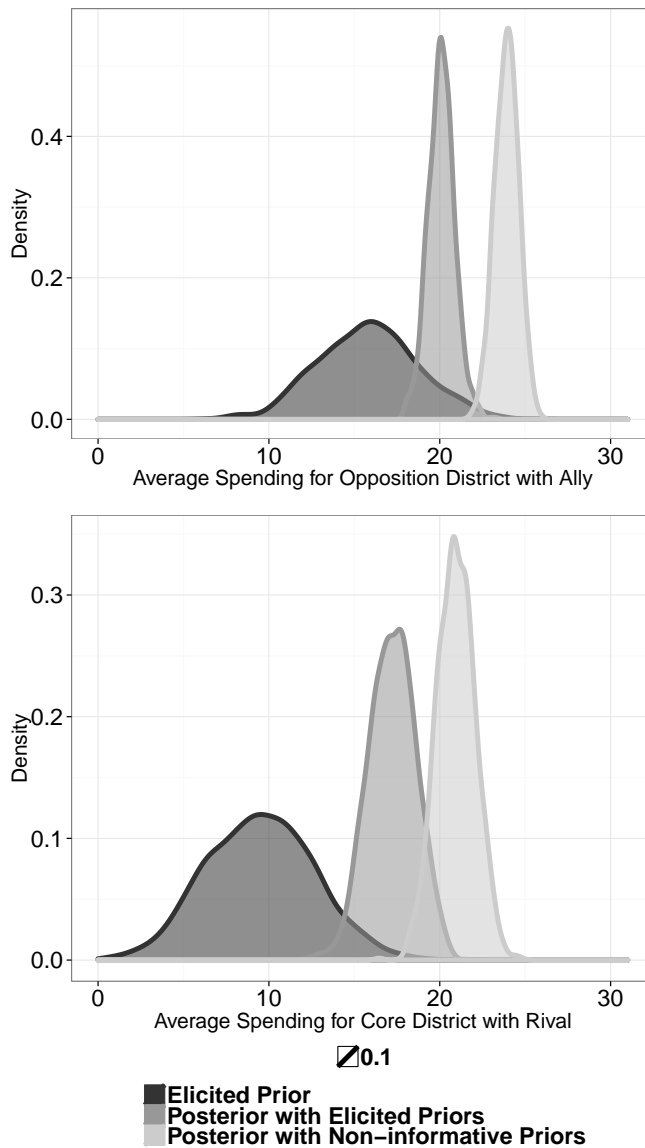 0.4
0.2
0.0
Density
0 10 20 30
Average Spending for Opposition District with Ally
0.3
0.2
0.1
0.0
Density
0 10 20 30
Average Spending for Core District with Rival
0.1
Elicited Prior
Posterior with Elicited Priors
Posterior with Non−informative Priors